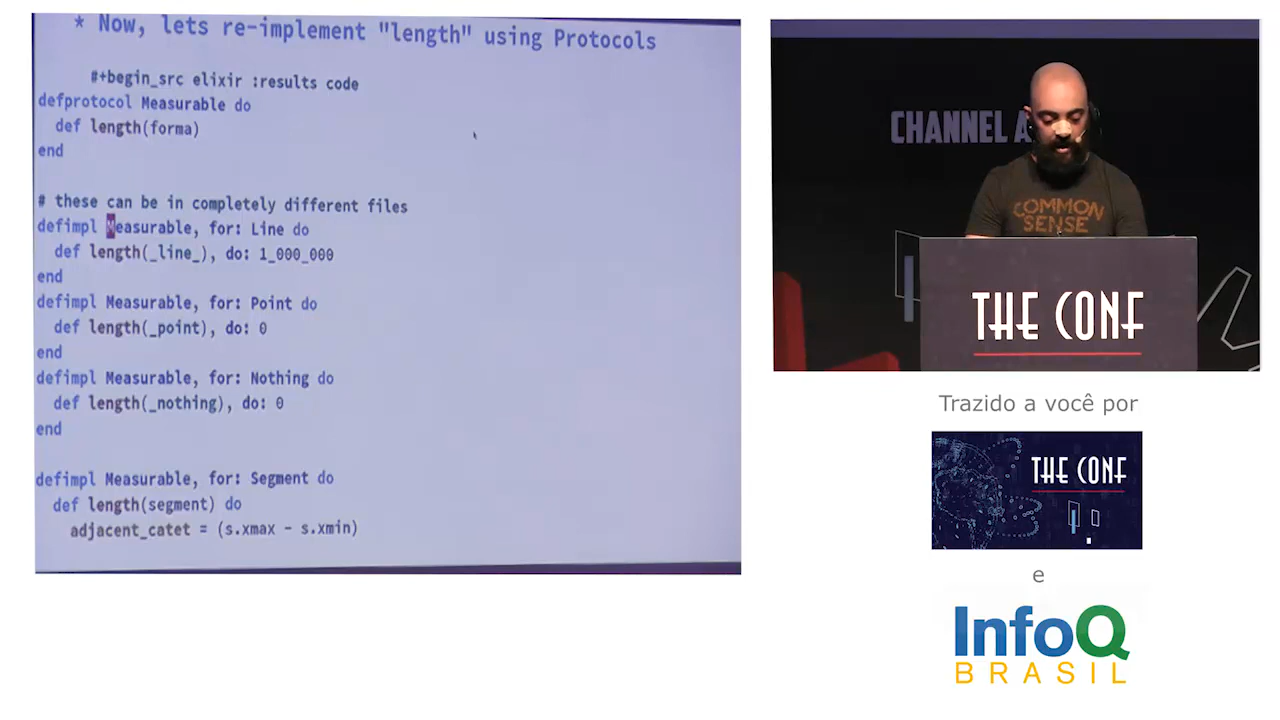 * Now, lets re-implement "length" using Protocols
#+begin_src elixir :results code
defprotocol Measurable do
def length(forma)
end
# these can be in completely different files
defimpl Measurable, for: Line do
def length(_line_), do: 1_000_000
end
defimpl Measurable, for: Point do
def length(_point), do: 0
end
defimpl Measurable, for: Nothing do
def length(_nothing), do: 0
end
defimpl Measurable, for: Segment do
def length(segment) do
adjacent_catet = (s.xmax - s.xmin)
CHANNEL A
COMMON
SENSE
THE CONF
Trazido a você por
THE CONF
e
InfoQ
BRASIL